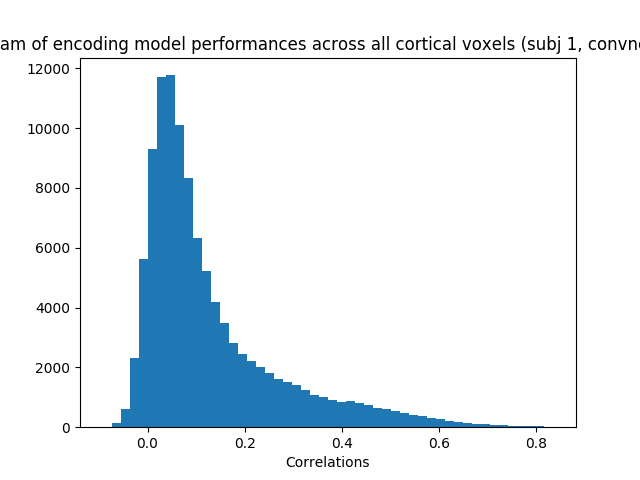 am of encoding model performances across all cortical voxels (subj 1, convn
12000
10000
8000
6000
4000
2000
0
0.0 0.2 0.4 0.6 0.8
Correlations